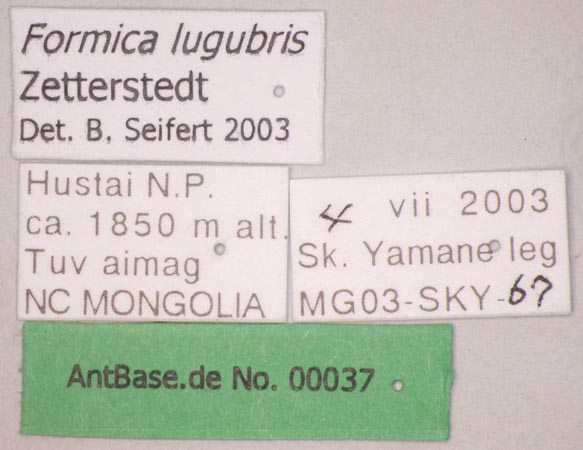 Formica lugubris
Zetterstedt
Det. B. Seifert 2003
Hustai N.P.
ca. 1850 m alt.
Tuv aimag
NC MONGOLIA
4 vii 2003
Sk. Yamane leg
MG03-SKY-67
AntBase.de No. 00037